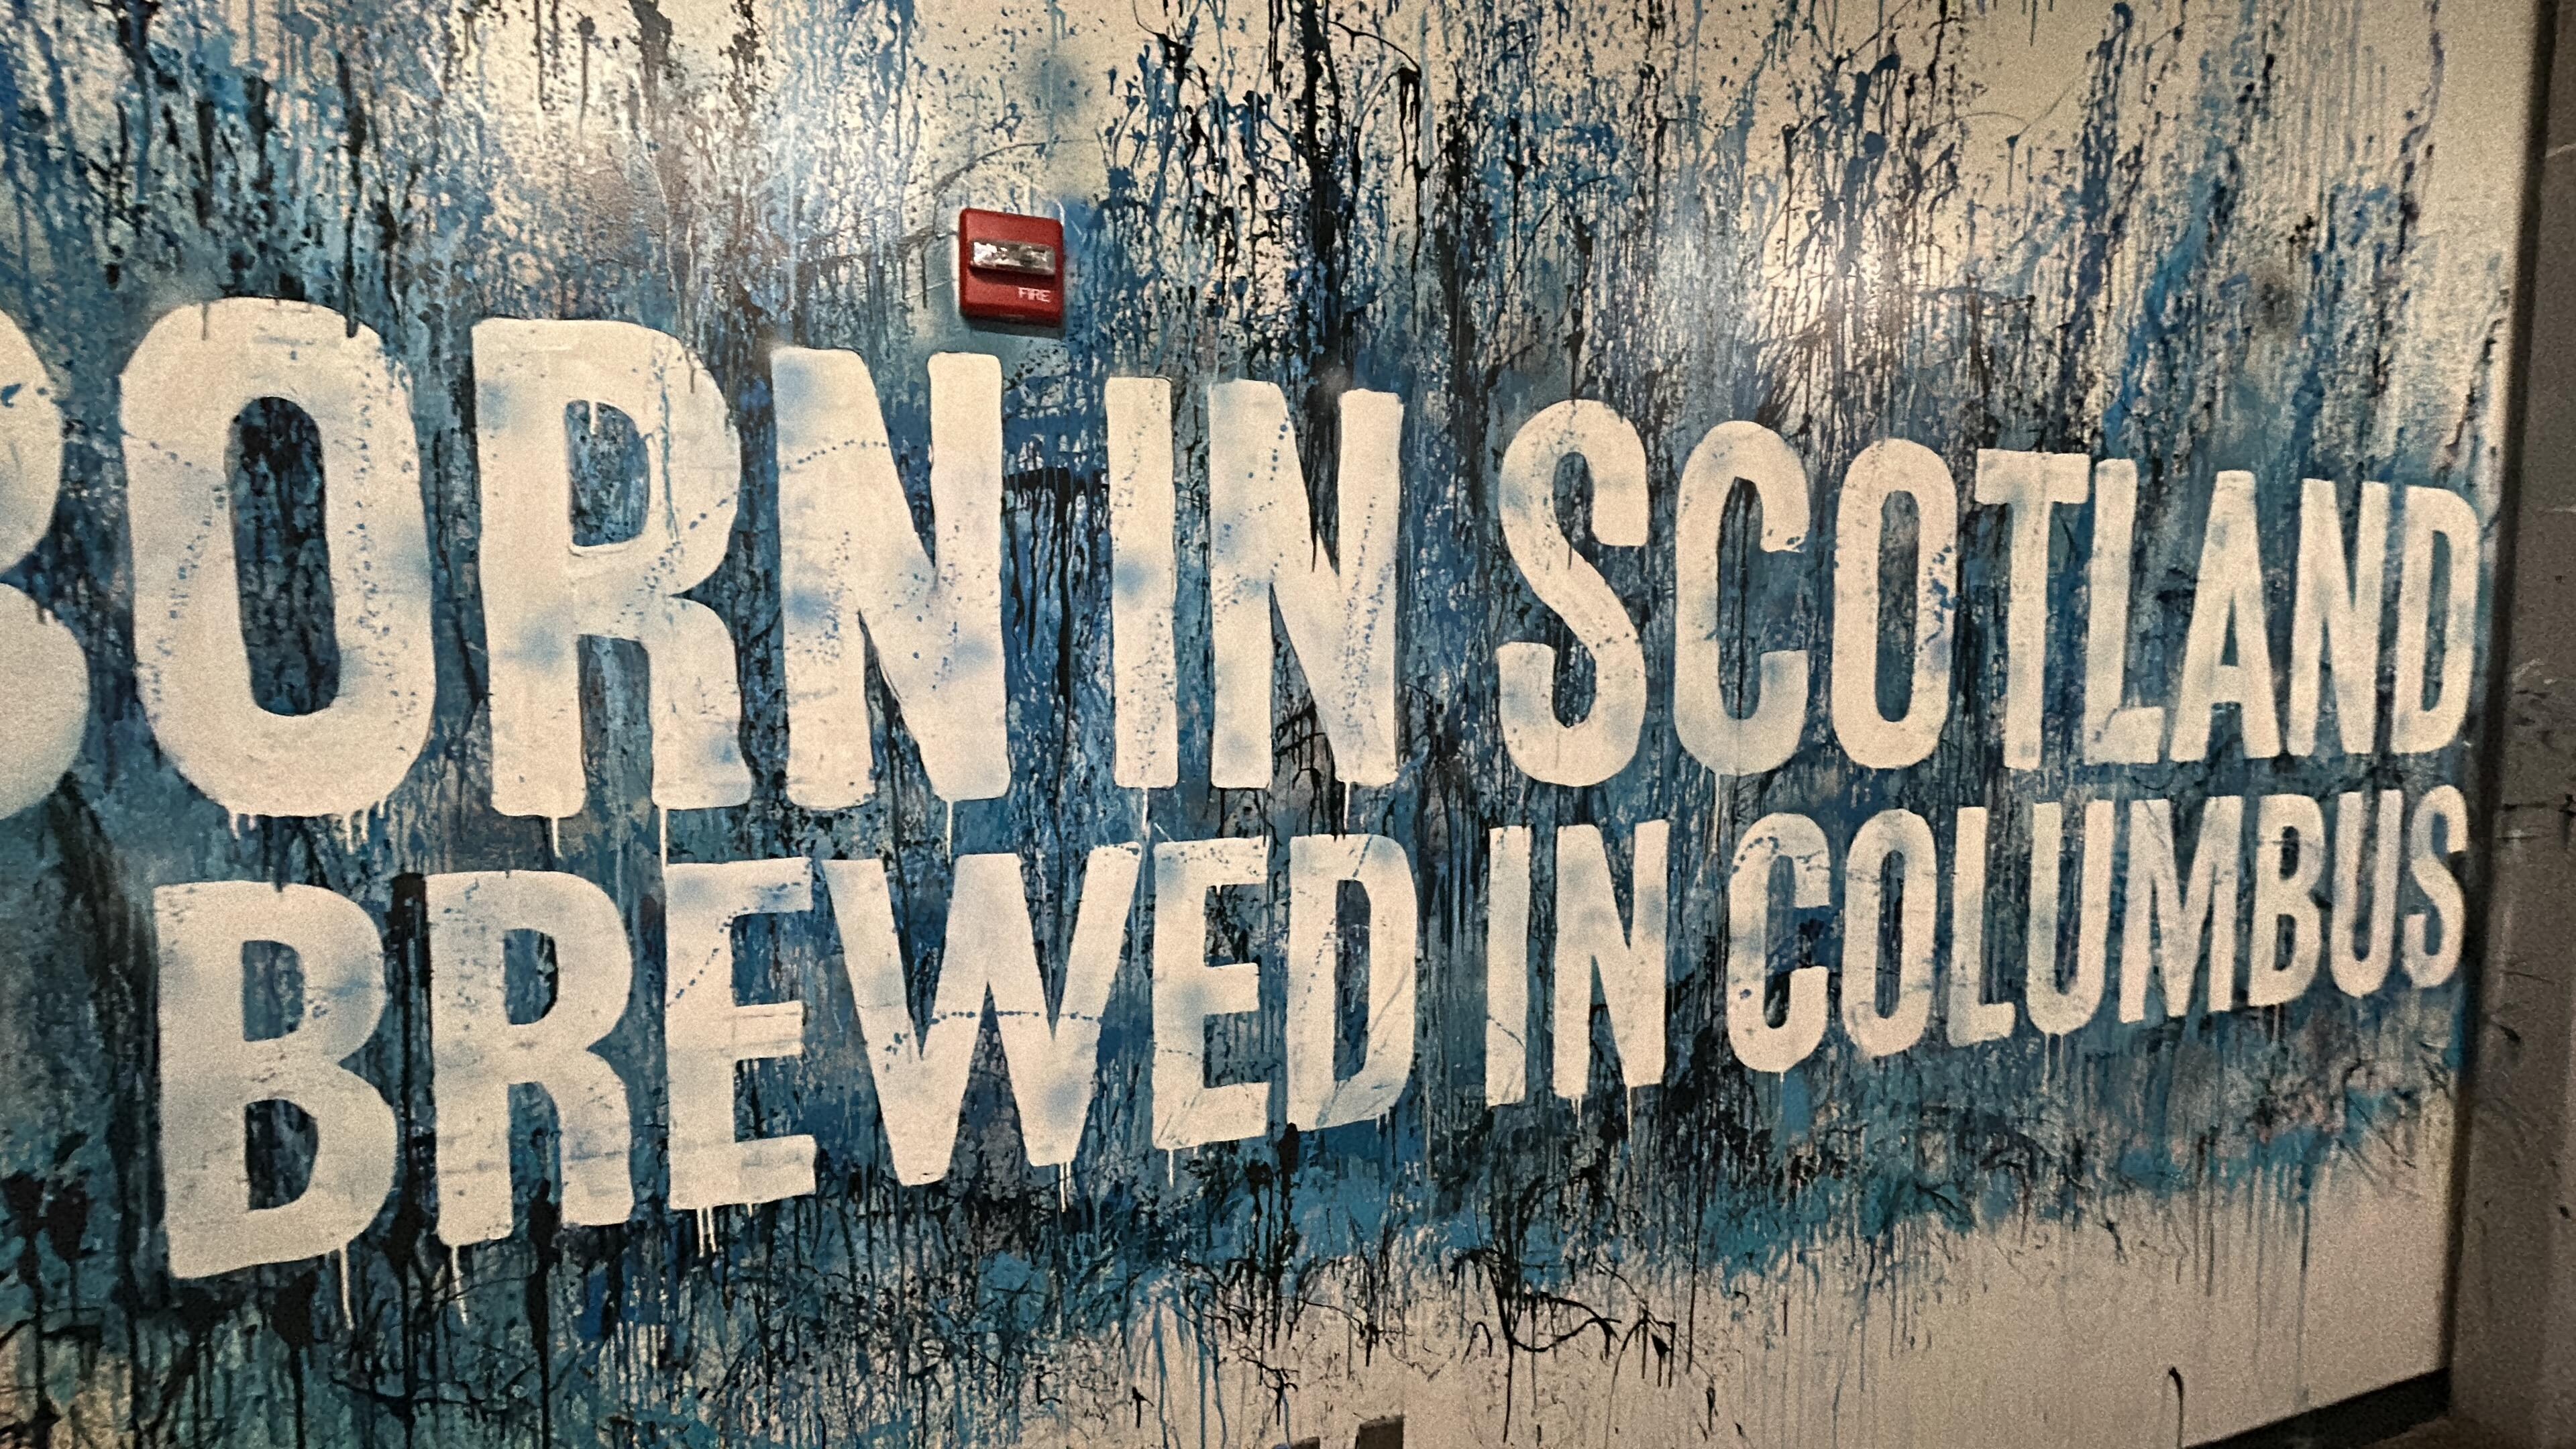 FIRE
BORN IN SCOTLAND
BREWED IN COLUMBUS